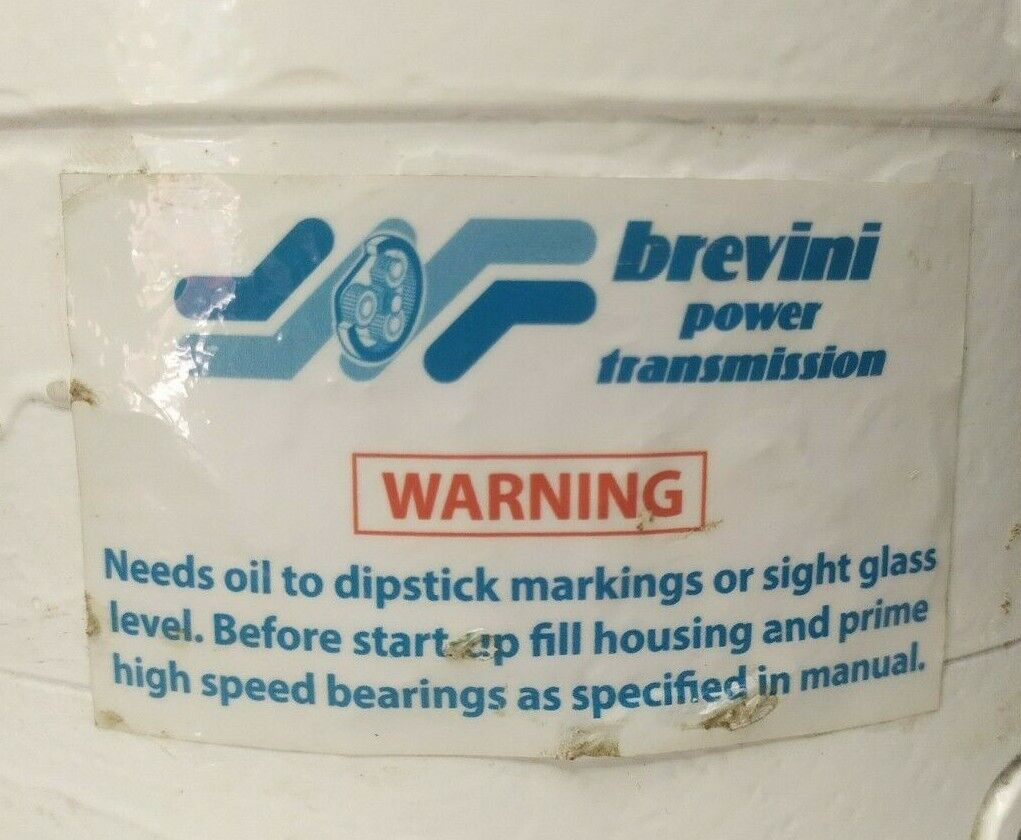 brevini
power
transmission
WARNING
Needs oil to dipstick markings or sight glass
level. Before start up fill housing and prime
high speed bearings as specified in manual.